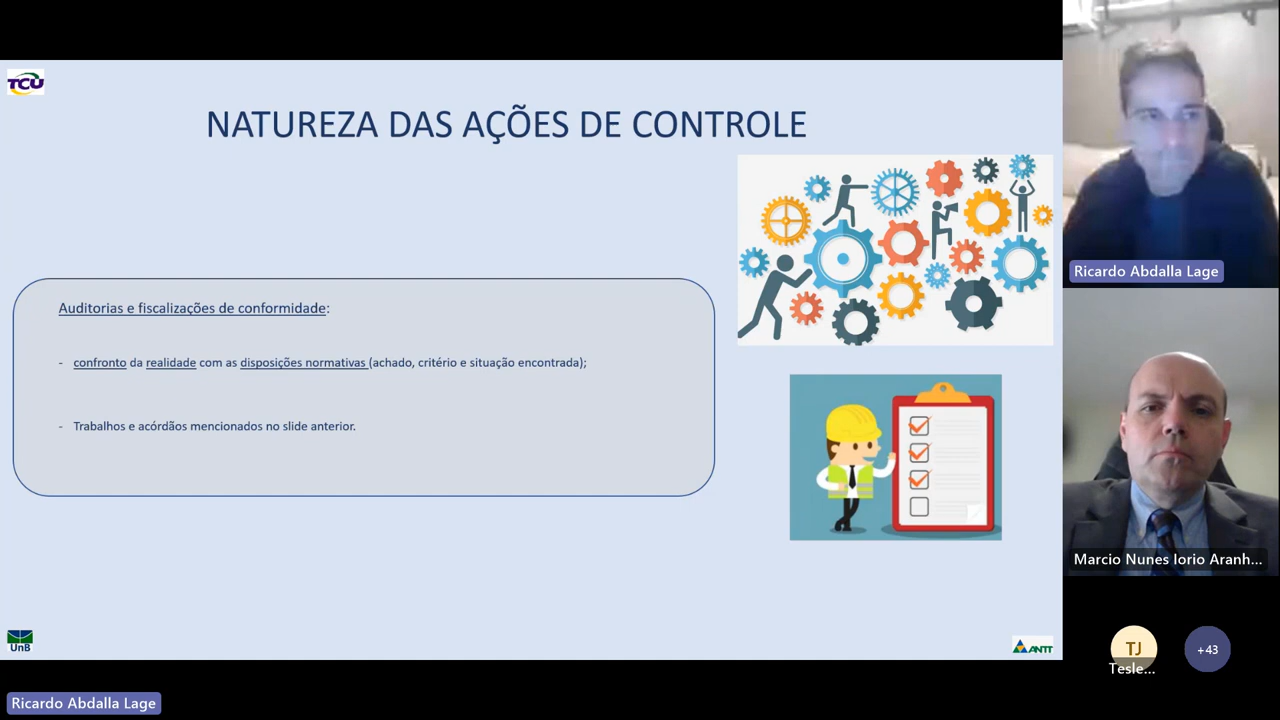 TCU
NATUREZA DAS AÇÕES DE CONTROLE
Auditorias e fiscalizações de conformidade:
- confronto da realidade com as disposições normativas (achado, critério e situação encontrada);
- Trabalhos e acórdãos mencionados no slide anterior.
UnB
ANTT
Ricardo Abdalla Lage
Ricardo Abdalla Lage
Marcio Nunes Iorio Aranh...
TJ
Tesle...
+43